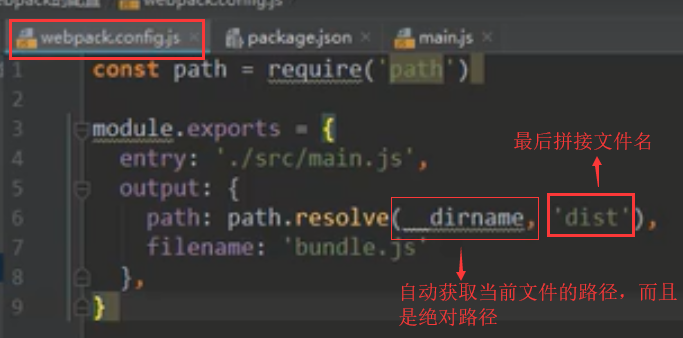 webpack.config.js
webpack.config.js package.json main.js
1 const path = require('path')
2
3 module.exports = {
4 entry: './src/main.js',
5 output: {
6 path: path.resolve(__dirname, 'dist'),
7 filename: 'bundle.js'
8 },
9 }
最后拼接文件名
自动获取当前文件的路径，而且
是绝对路径